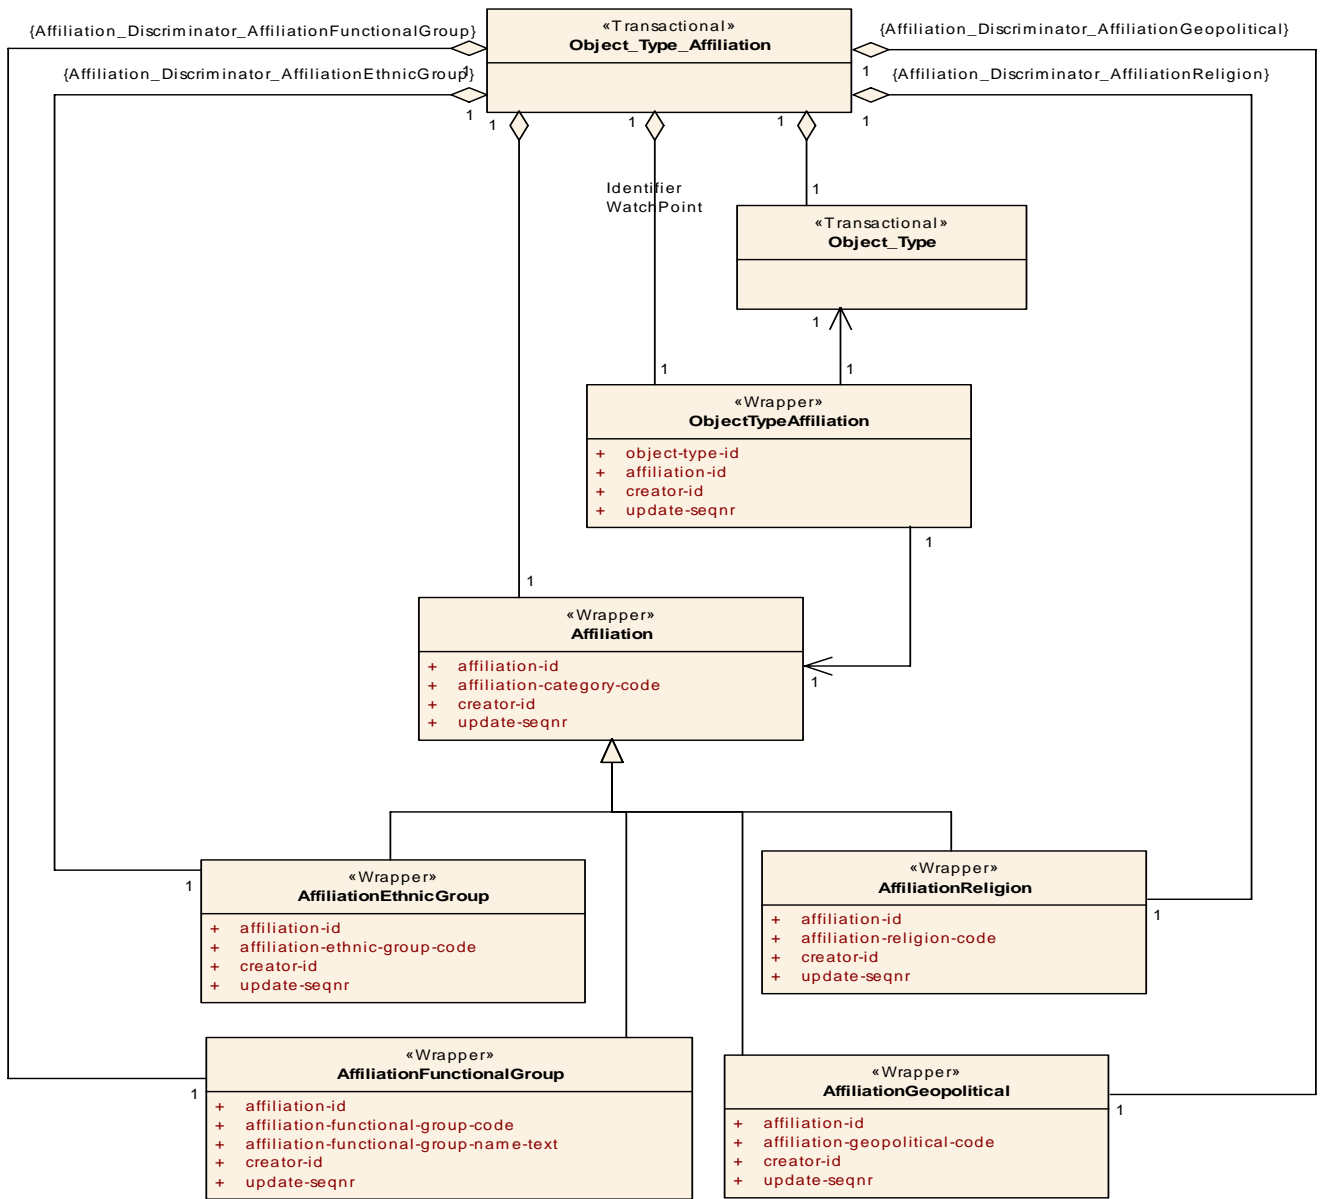 {Affiliation_Discriminator_AffiliationFunctionalGroup}
«Transactional»
Object_Type_Affiliation
{Affiliation_Discriminator_AffiliationGeopolitical}
1
1
{Affiliation_Discriminator_AffiliationEthnicGroup}
{Affiliation_Discriminator_AffiliationReligion}
1
1
1
1
1
Identifier
WatchPoint
1
«Transactional»
Object_Type
1
1
1
«Wrapper»
ObjectTypeAffiliation
+ object-type-id
+ affiliation-id
+ creator-id
+ update-seqnr
1
1
«Wrapper»
Affiliation
+ affiliation-id
+ affiliation-category-code
+ creator-id
+ update-seqnr
1
«Wrapper»
AffiliationEthnicGroup
+ affiliation-id
+ affiliation-ethnic-group-code
+ creator-id
+ update-seqnr
1
«Wrapper»
AffiliationReligion
+ affiliation-id
+ affiliation-religion-code
+ creator-id
+ update-seqnr
1
«Wrapper»
AffiliationFunctionalGroup
+ affiliation-id
+ affiliation-functional-group-code
+ affiliation-functional-group-name-text
+ creator-id
+ update-seqnr
1
«Wrapper»
AffiliationGeopolitical
+ affiliation-id
+ affiliation-geopolitical-code
+ creator-id
+ update-seqnr
1